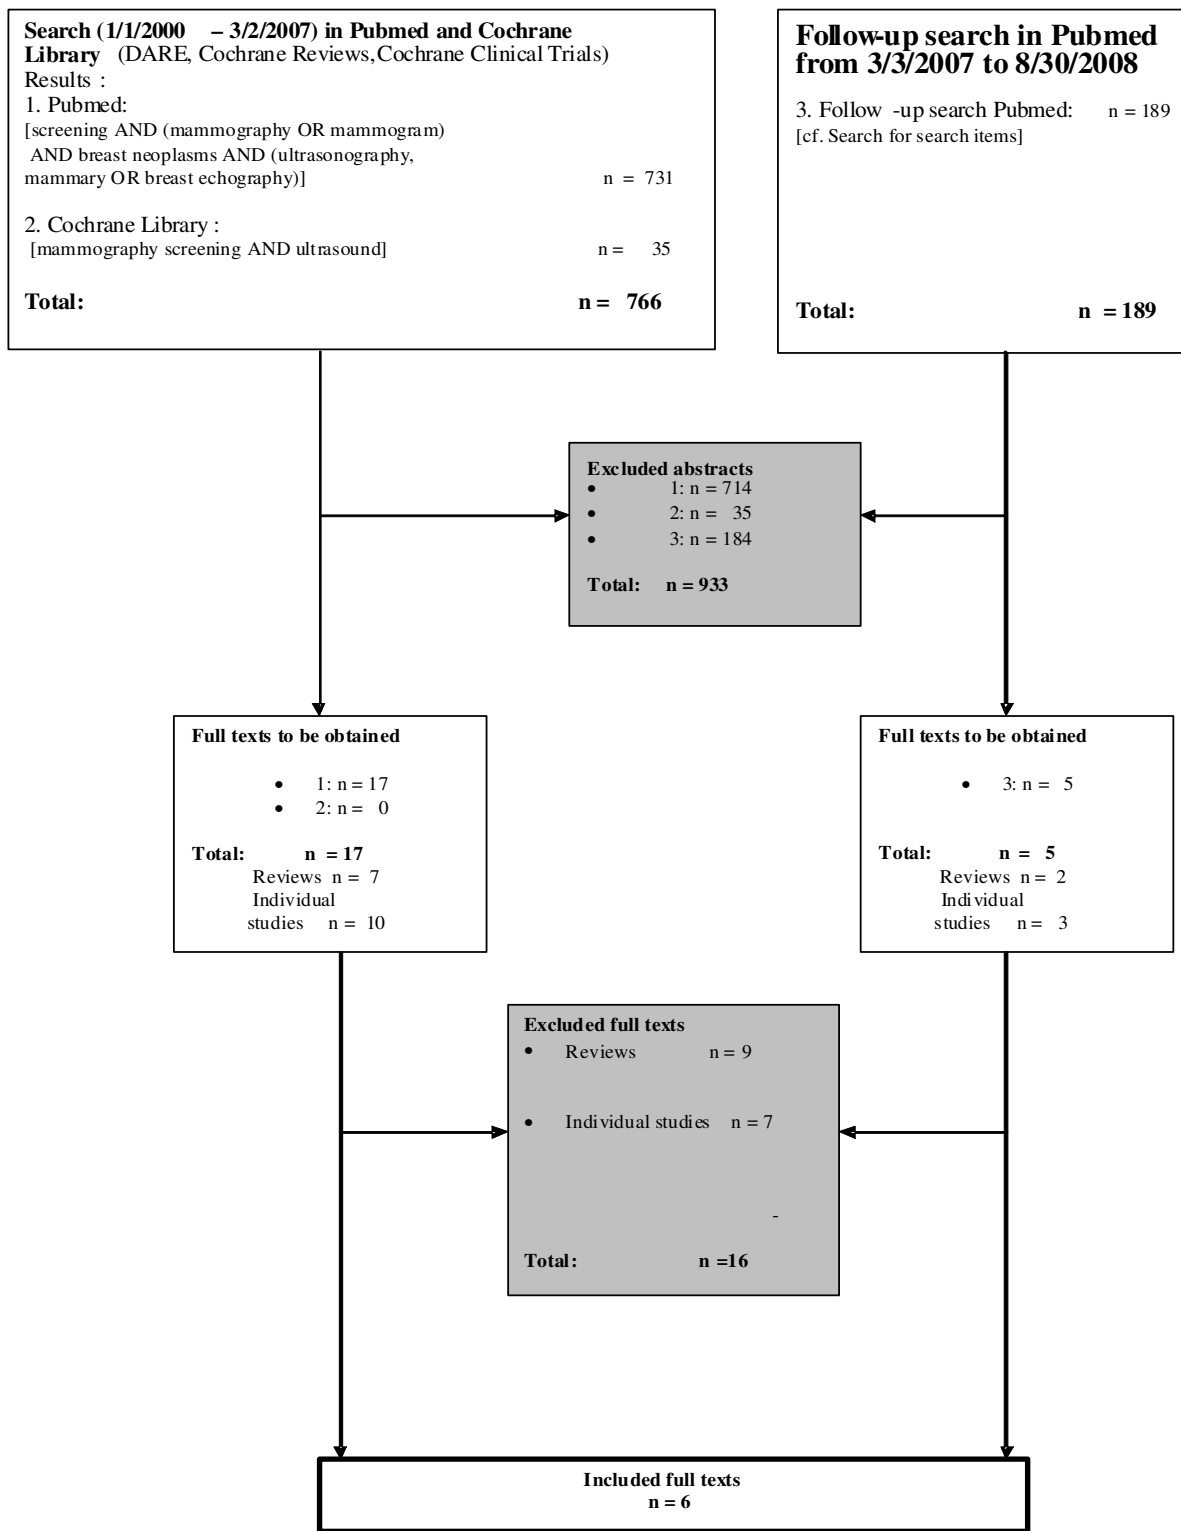 Search (1/1/2000 – 3/2/2007) in Pubmed and Cochrane
Library (DARE, Cochrane Reviews,Cochrane Clinical Trials)
Results :
1. Pubmed:
[screening AND (mammography OR mammogram)
AND breast neoplasms AND (ultrasonography,
mammary OR breast echography)] n = 731
2. Cochrane Library :
[mammography screening AND ultrasound] n = 35
Total: n = 766
Follow-up search in Pubmed
from 3/3/2007 to 8/30/2008
3. Follow -up search Pubmed: n = 189
[cf. Search for search items]
Total: n = 189
Excluded abstracts
• 1: n = 714
• 2: n = 35
• 3: n = 184
Total: n = 933
Full texts to be obtained
• 1: n = 17
• 2: n = 0
Total: n = 17
Reviews n = 7
Individual
studies n = 10
Full texts to be obtained
• 3: n = 5
Total: n = 5
Reviews n = 2
Individual
studies n = 3
Excluded full texts
• Reviews n = 9
• Individual studies n = 7
-
Total: n =16
Included full texts
n = 6